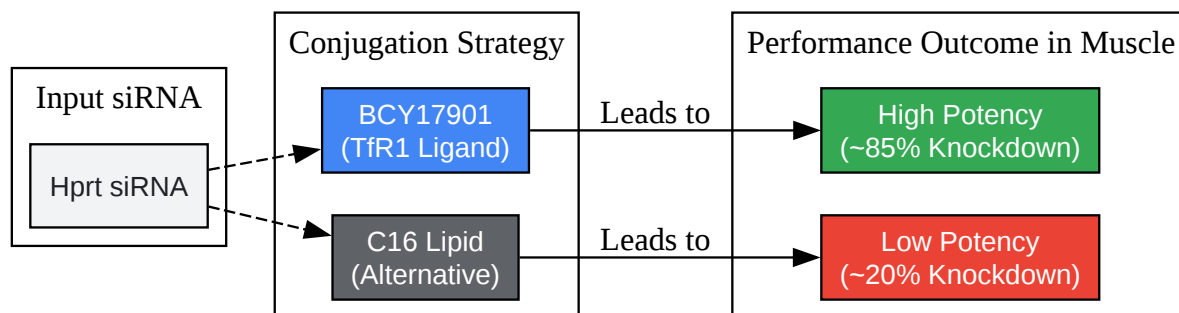 Input siRNA
Hprt siRNA
Conjugation Strategy
BCY17901
(TfR1 Ligand)
C16 Lipid
(Alternative)
Leads to
Leads to
Performance Outcome in Muscle
High Potency
(~85% Knockdown)
Low Potency
(~20% Knockdown)